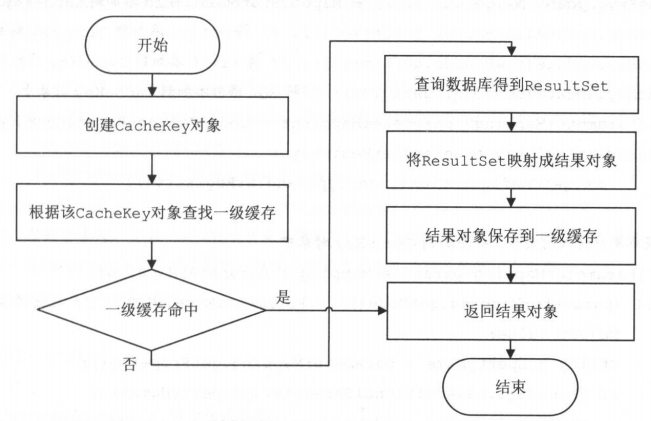 开始
创建CacheKey对象
根据该CacheKey对象查找一级缓存
一级缓存命中
是
否
查询数据库得到ResultSet
将ResultSet映射成结果对象
结果对象保存到一级缓存
返回结果对象
结束